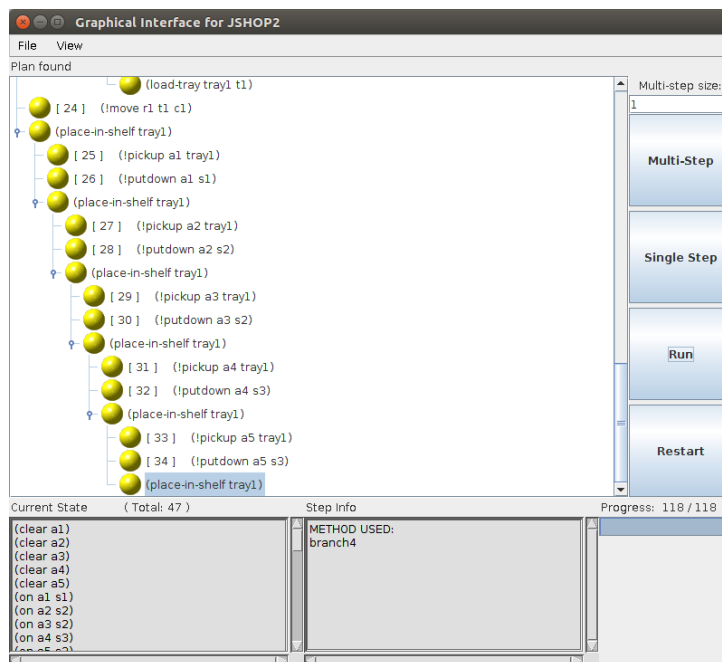 Graphical Interface for JSHOP2
File View
Plan found
(load-tray tray1 t1)
[ 24 ] (!move r1 t1 c1)
(place-in-shelf tray1)
[ 25 ] (!pickup a1 tray1)
[ 26 ] (!putdown a1 s1)
(place-in-shelf tray1)
[ 27 ] (!pickup a2 tray1)
[ 28 ] (!putdown a2 s2)
(place-in-shelf tray1)
[ 29 ] (!pickup a3 tray1)
[ 30 ] (!putdown a3 s2)
(place-in-shelf tray1)
[ 31 ] (!pickup a4 tray1)
[ 32 ] (!putdown a4 s3)
(place-in-shelf tray1)
[ 33 ] (!pickup a5 tray1)
[ 34 ] (!putdown a5 s3)
(place-in-shelf tray1)
Multi-step size:
1
Multi-Step
Single Step
Run
Restart
Current State ( Total: 47 )
(clear a1)
(clear a2)
(clear a3)
(clear a4)
(clear a5)
(on a1 s1)
(on a2 s2)
(on a3 s2)
(on a4 s3)
Step Info
METHOD USED:
branch4
Progress: 118 / 118